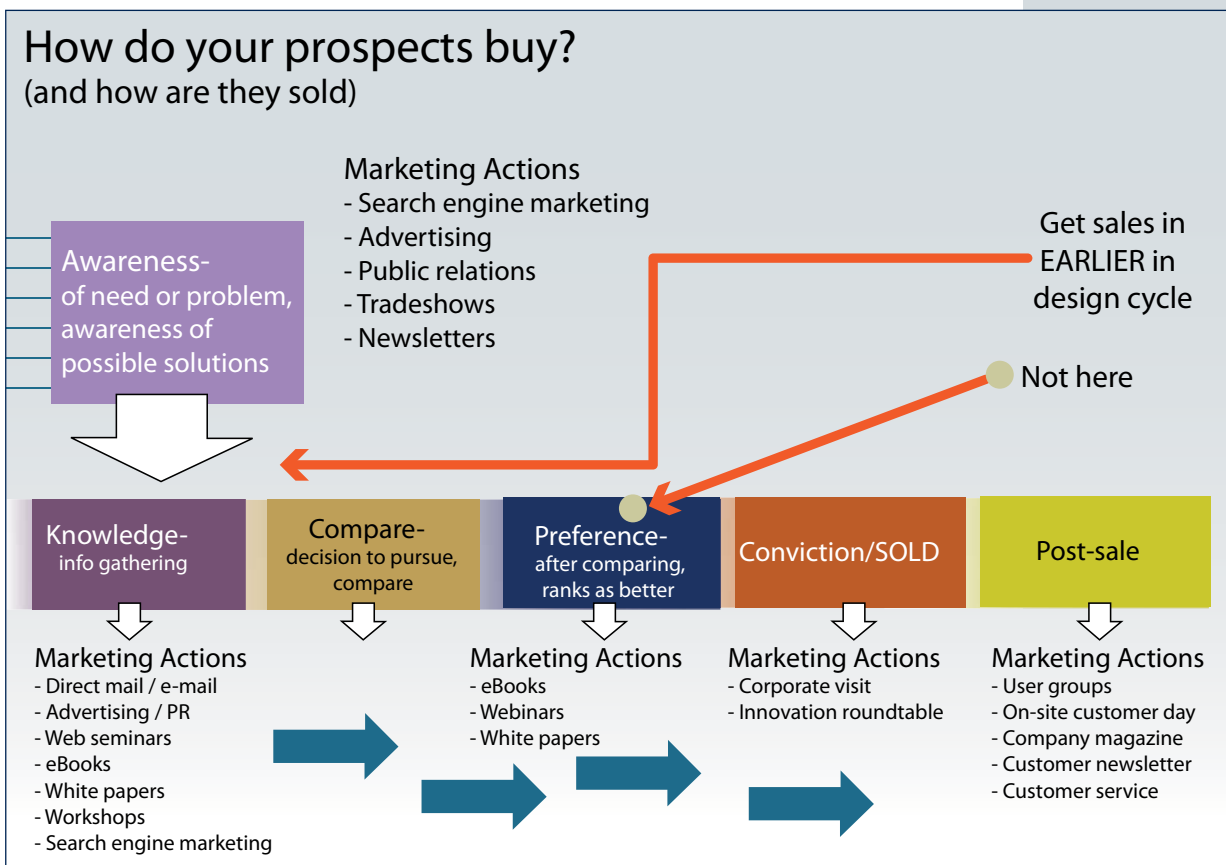 How do your prospects buy?
(and how are they sold)
Marketing Actions
- Search engine marketing
- Advertising
- Public relations
- Tradeshows
- Newsletters
Awareness-
of need or problem,
awareness of
possible solutions
Get sales in
EARLIER in
design cycle
Not here
Knowledge-
info gathering
Compare-
decision to pursue,
compare
Preference-
after comparing,
ranks as better
Conviction/SOLD
Post-sale
Marketing Actions
- Direct mail / e-mail
- Advertising / PR
- Web seminars
- eBooks
- White papers
- Workshops
- Search engine marketing
Marketing Actions
- eBooks
- Webinars
- White papers
Marketing Actions
- Corporate visit
- Innovation roundtable
Marketing Actions
- User groups
- On-site customer day
- Company magazine
- Customer newsletter
- Customer service